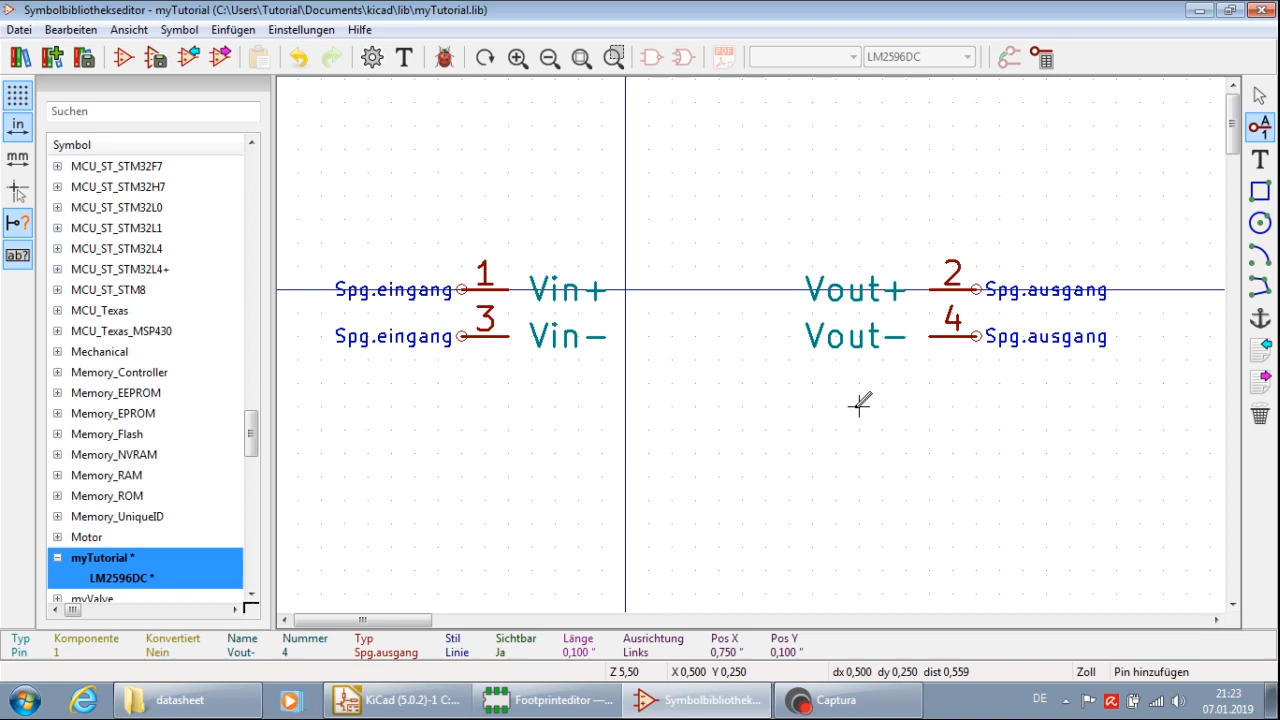 Symbolbibliothekseditor - myTutorial (C:\Users\Tutorial\Documents\kicad\lib\myTutorial.lib)
Datei Bearbeiten Ansicht Symbol Einfügen Einstellungen Hilfe
T PDF LM2596DC
in
mm
ab?
A
1
T
Suchen
Symbol
MCU_ST_STM32F7
MCU_ST_STM32H7
MCU_ST_STM32L0
MCU_ST_STM32L1
MCU_ST_STM32L4
MCU_ST_STM32L4+
MCU_ST_STM8
MCU_Texas
MCU_Texas_MSP430
Mechanical
Memory_Controller
Memory_EEPROM
Memory_EPROM
Memory_Flash
Memory_NVRAM
Memory_RAM
Memory_ROM
Memory_UniqueID
Motor
myTutorial *
LM2596DC *
myValve
Spg.eingang 1 Vin+ Vout+ 2 Spg.ausgang
Spg.eingang 3 Vin− Vout− 4 Spg.ausgang
Typ Komponente Konvertiert Name Nummer Typ Stil Sichtbar Länge Ausrichtung Pos X Pos Y
Pin 1 Nein Vout- 4 Spg.ausgang Linie Ja 0,100 " Links 0,750 " 0,100 "
Z 5,50 X 0,500 Y 0,250 dx 0,500 dy 0,250 dist 0,559 Zoll Pin hinzufügen
datasheet KiCad (5.0.2)-1 C:... Footprinteditor —... Symbolbibliothek... Captura DE 21:23
07.01.2019